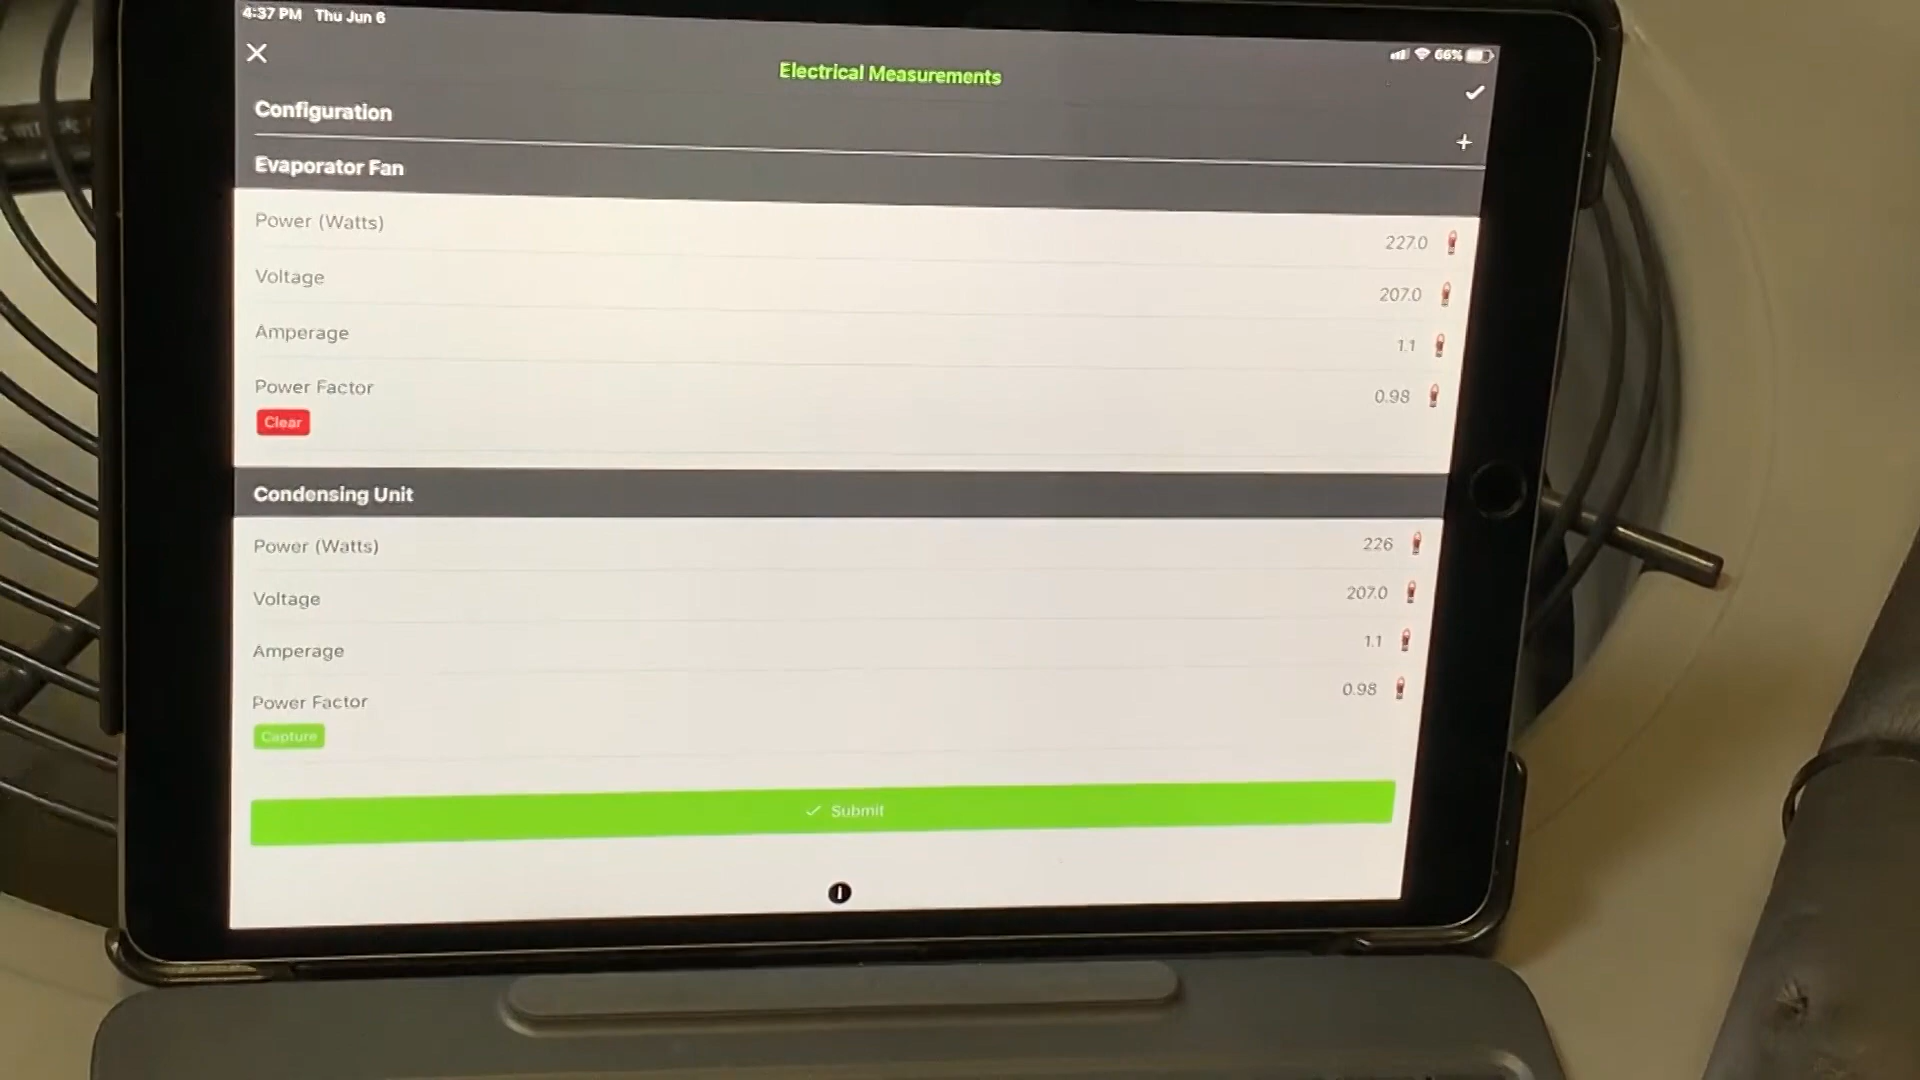 4:37 PM Thu Jun 6
66%
Electrical Measurements
Configuration
+
Evaporator Fan
Power (Watts) 227.0
Voltage 207.0
Amperage 1.1
Power Factor 0.98
Clear
Condensing Unit
Power (Watts) 226
Voltage 207.0
Amperage 1.1
Power Factor 0.98
Capture
Submit